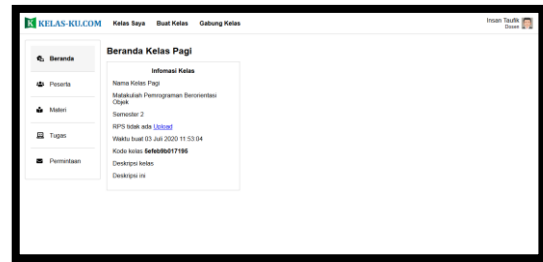 KELAS-KU.COM Kelas Saya Buat Kelas Gabung Kelas
Insan Taufik
Dosen
Beranda
Peserta
Materi
Tugas
Permintaan
Beranda Kelas Pagi
Infomasi Kelas
Nama Kelas Pagi
Matakuliah Pemrograman Berorientasi
Objek
Semester 2
RPS tidak ada Upload
Waktu buat 03 Juli 2020 11:53:04
Kode kelas 5efeb9b017195
Deskripsi kelas
Deskripsi ini